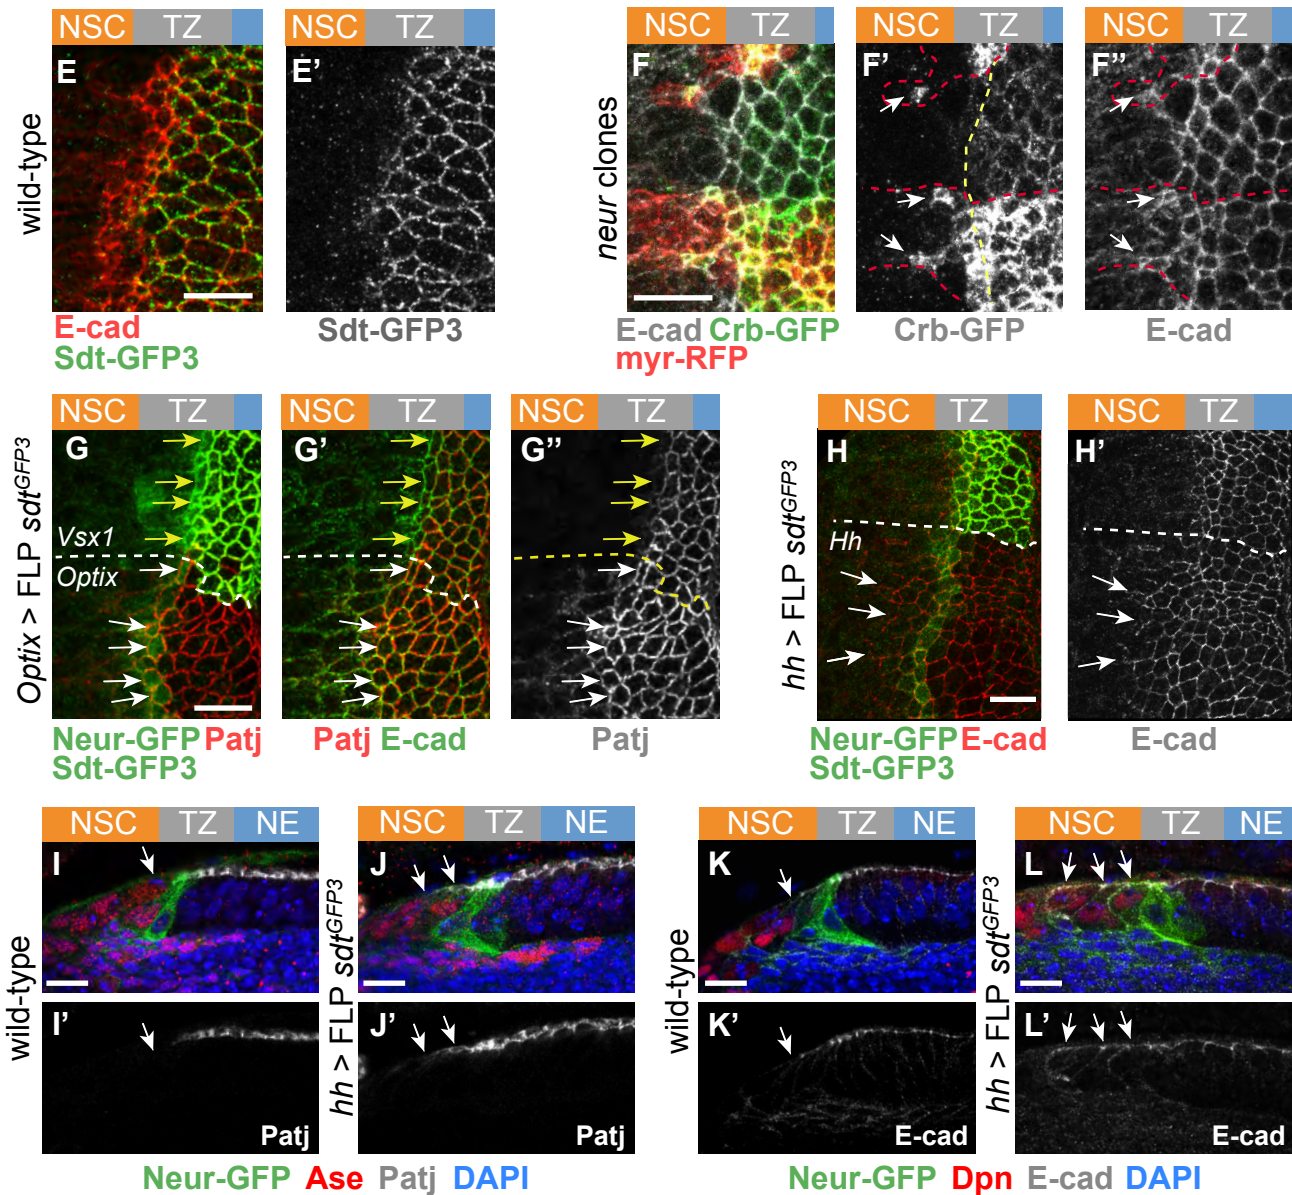 NSC TZ
NSC TZ
NSC TZ
NSC TZ
NSC TZ
wild-type
E
E’
neur clones
F
F’
F”
E-cad
Sdt-GFP3
Sdt-GFP3
E-cad Crb-GFP
myr-RFP
Crb-GFP
E-cad
NSC TZ
NSC TZ
NSC TZ
NSC TZ
NSC TZ
Optix > FLP sdtGFP3
G
Vsx1
Optix
G’
G”
hh > FLP sdtGFP3
H
Hh
H’
Neur-GFP Patj
Sdt-GFP3
Patj E-cad
Patj
Neur-GFP E-cad
Sdt-GFP3
E-cad
NSC TZ NE
NSC TZ NE
NSC TZ NE
NSC TZ NE
wild-type
I
hh > FLP sdtGFP3
J
wild-type
K
hh > FLP sdtGFP3
L
I’
Patj
J’
Patj
K’
E-cad
L’
E-cad
Neur-GFP Ase Patj DAPI
Neur-GFP Dpn E-cad DAPI